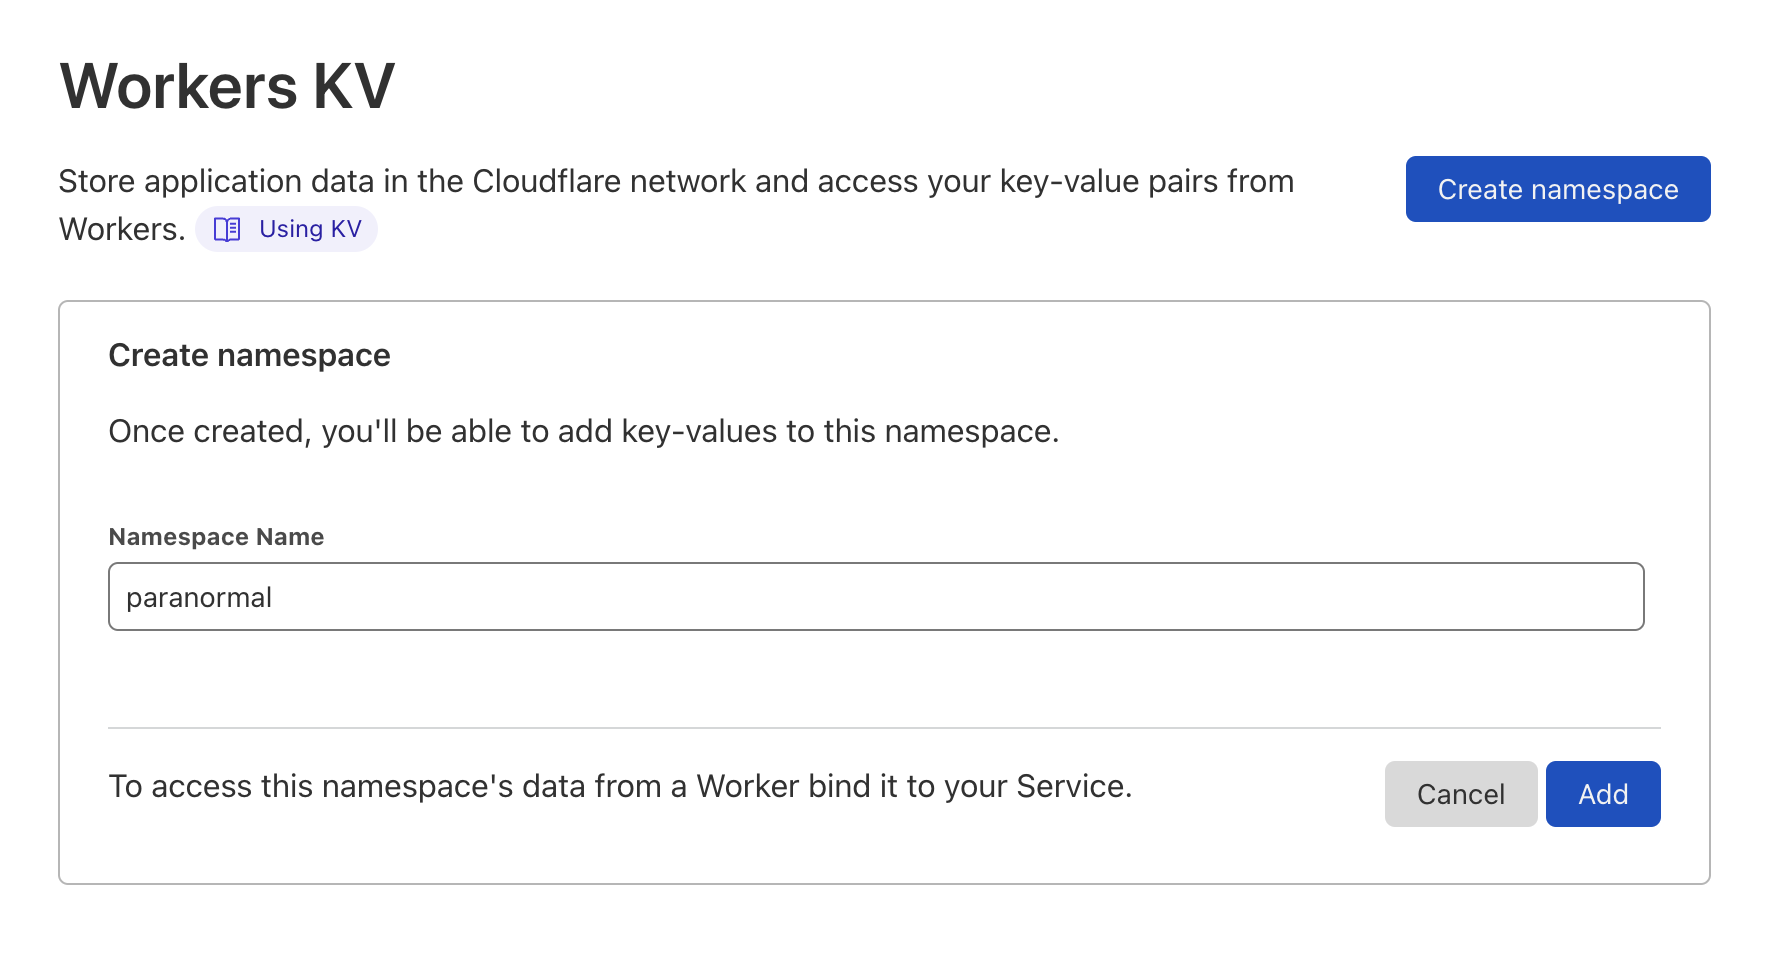 Workers KV
Store application data in the Cloudflare network and access your key-value pairs from
Workers. Using KV
Create namespace
Create namespace
Once created, you'll be able to add key-values to this namespace.
Namespace Name
paranormal
To access this namespace's data from a Worker bind it to your Service.
Cancel Add